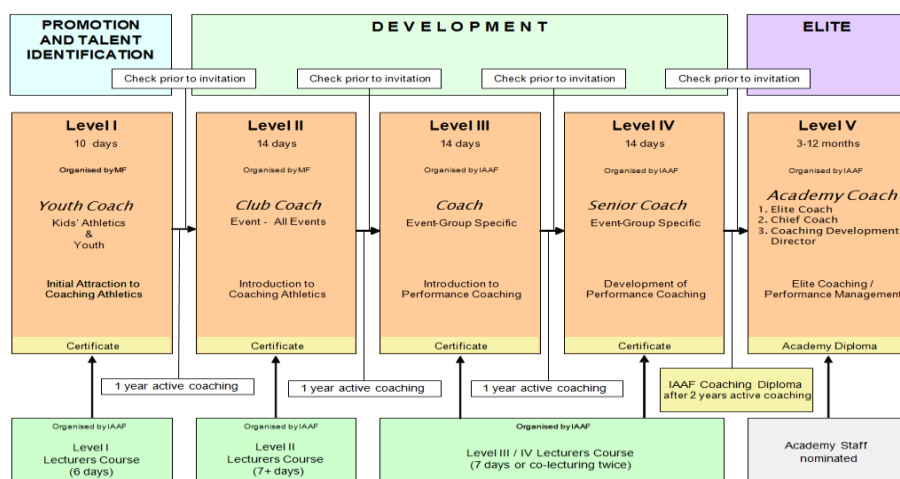 PROMOTION
AND TALENT
IDENTIFICATION
DEVELOPMENT
ELITE
Check prior to invitation
Check prior to invitation
Check prior to invitation
Check prior to invitation
Level I
10 days
Organised by MF
Youth Coach
Kids' Athletics
&
Youth
Initial Attraction to
Coaching Athletics
Certificate
Level II
14 days
Organised by MF
Club Coach
Event - All Events
Introduction to
Coaching Athletics
Certificate
Level III
14 days
Organised by IAAF
Coach
Event-Group Specific
Introduction to
Performance Coaching
Certificate
Level IV
14 days
Organised by IAAF
Senior Coach
Event-Group Specific
Development of
Performance Coaching
Certificate
Level V
3-12 months
Organised by IAAF
Academy Coach
1. Elite Coach
2. Chief Coach
3. Coaching Development
Director
Elite Coaching /
Performance Management
Academy Diploma
1 year active coaching
1 year active coaching
1 year active coaching
IAAF Coaching Diploma
after 2 years active coaching
Organised by IAAF
Level I
Lecturers Course
(6 days)
Organised by IAAF
Level II
Lecturers Course
(7+ days)
Organised by IAAF
Level III / IV Lecturers Course
(7 days or co-lecturing twice)
Academy Staff
nominated